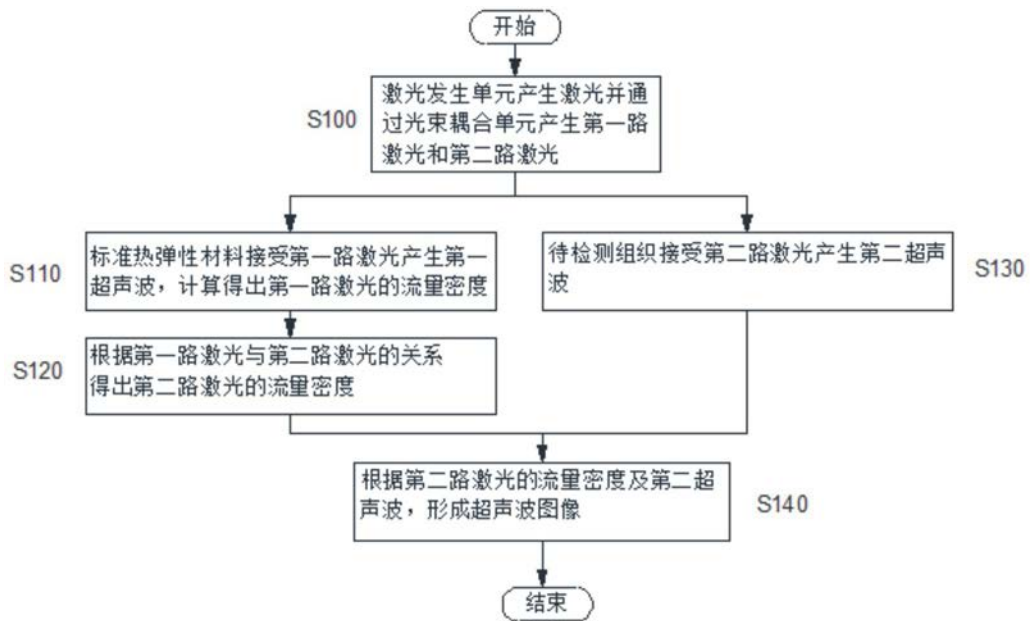 开始
S100
激光发生单元产生激光并通
过光束耦合单元产生第一路
激光和第二路激光
S110
标准热弹性材料接受第一路激光产生第一
超声波，计算得出第一路激光的流量密度
待检测组织接受第二路激光产生第二超声
波
S130
S120
根据第一路激光与第二路激光的关系
得出第二路激光的流量密度
根据第二路激光的流量密度及第二超
声波，形成超声波图像
S140
结束